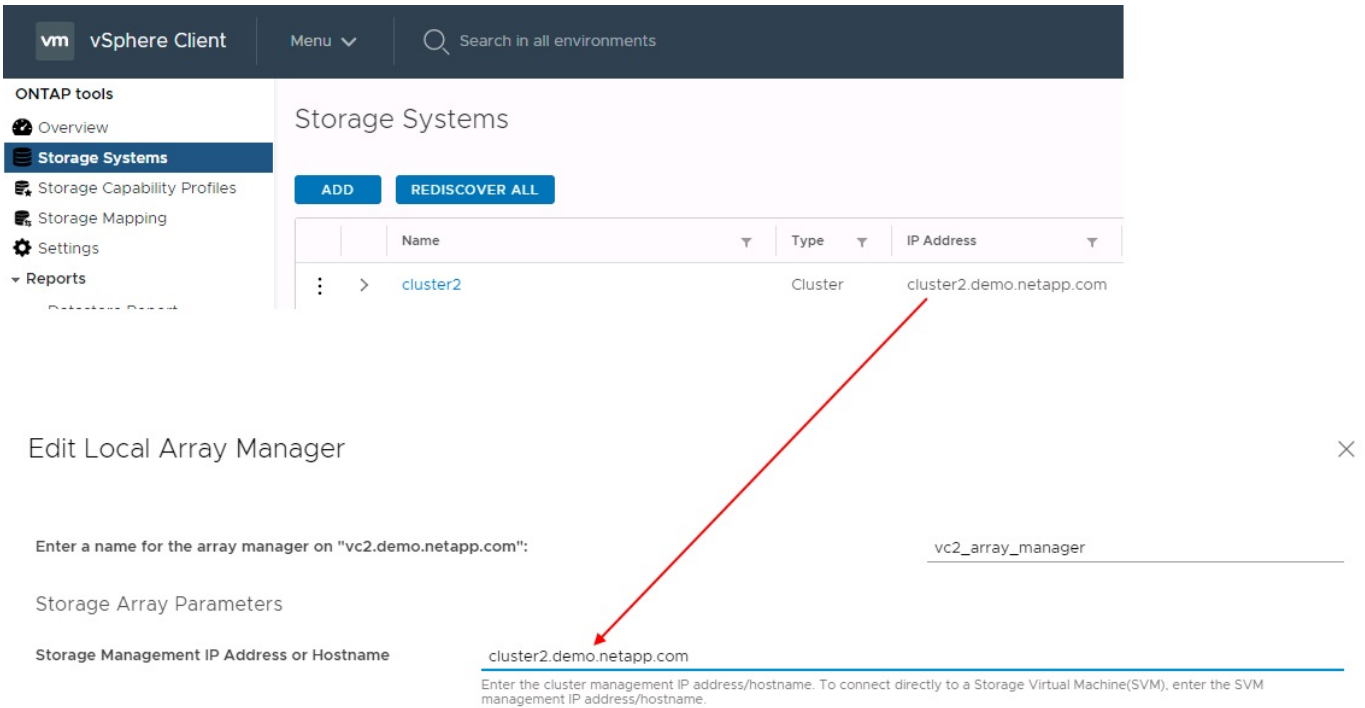 vm vSphere Client Menu Search in all environments
ONTAP tools
Overview
Storage Systems
Storage Capability Profiles
Storage Mapping
Settings
Reports
Storage Systems
ADD REDISCOVER ALL
Name Type IP Address
cluster2 Cluster cluster2.demo.netapp.com
Edit Local Array Manager
Enter a name for the array manager on "vc2.demo.netapp.com": vc2_array_manager
Storage Array Parameters
Storage Management IP Address or Hostname cluster2.demo.netapp.com
Enter the cluster management IP address/hostname. To connect directly to a Storage Virtual Machine(SVM), enter the SVM
management IP address/hostname.